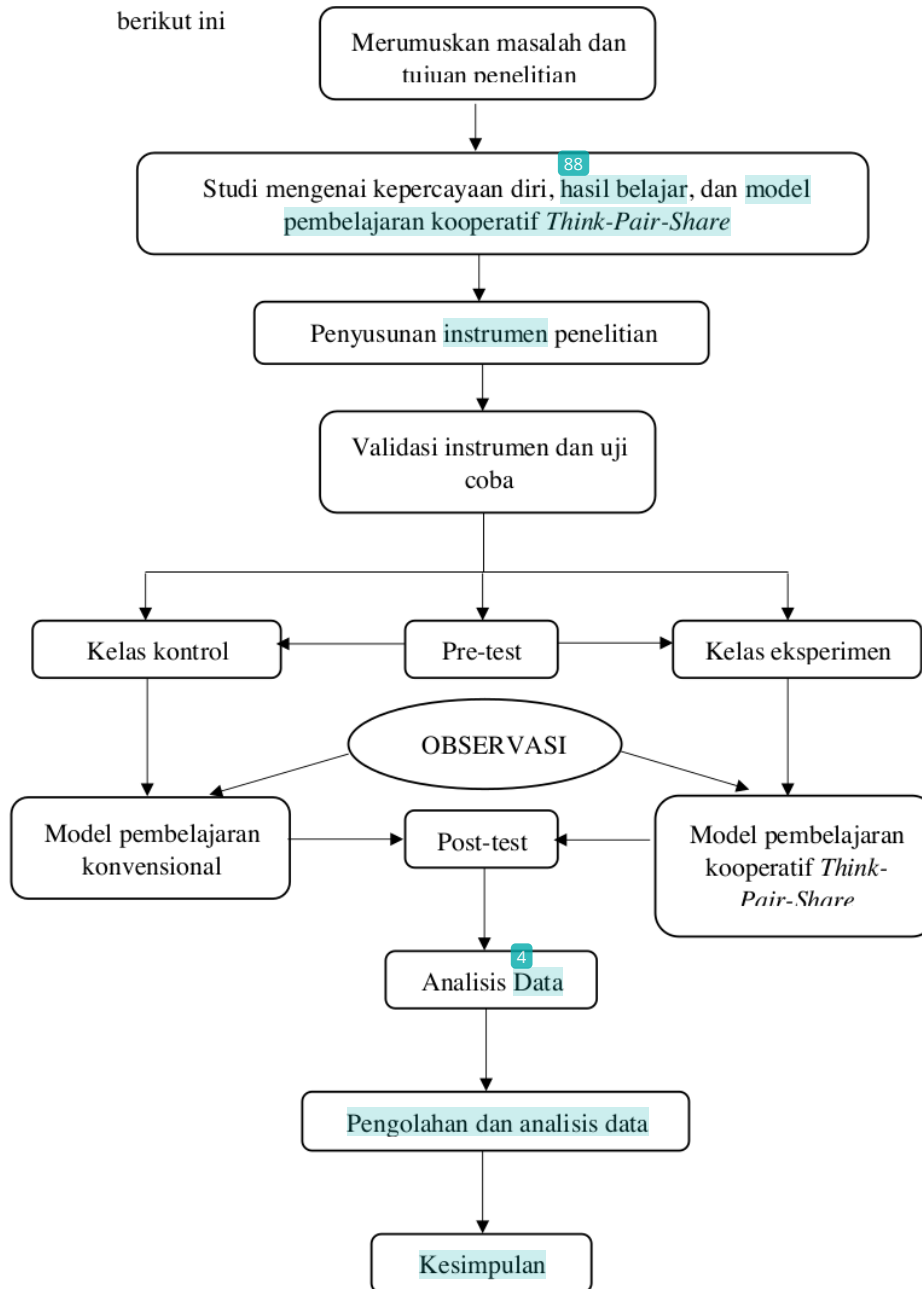 berikut ini
Merumuskan masalah dan
tujuan penelitian
88
Studi mengenai kepercayaan diri, hasil belajar, dan model
pembelajaran kooperatif Think-Pair-Share
Penyusunan instrumen penelitian
Validasi instrumen dan uji
coba
Kelas kontrol
Pre-test
Kelas eksperimen
OBSERVASI
Model pembelajaran
konvensional
Post-test
Model pembelajaran
kooperatif Think-
Pair-Share
4
Analisis Data
Pengolahan dan analisis data
Kesimpulan